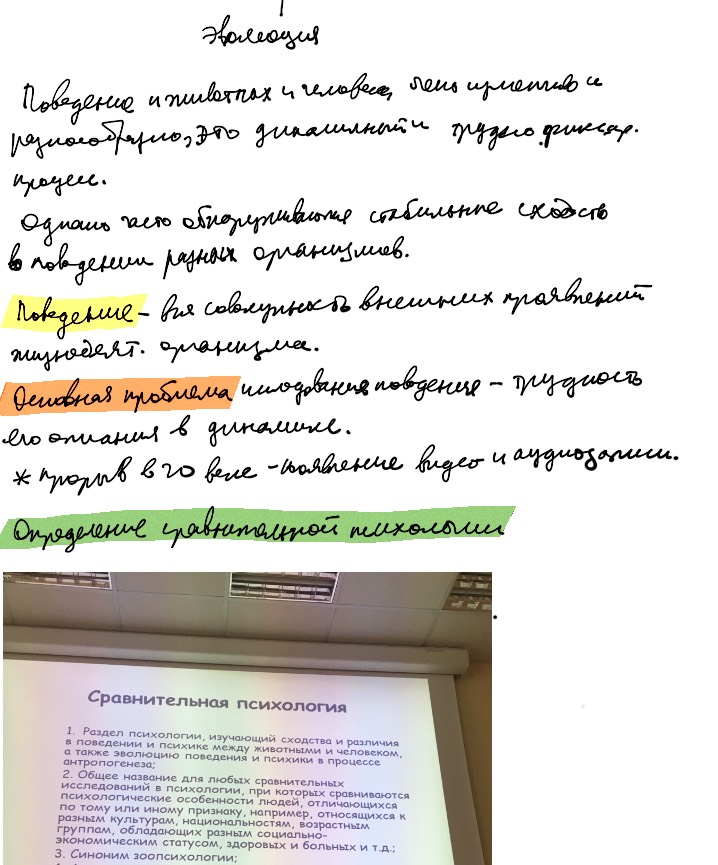 Эволюция
Поведение и животных и человека, очень изменчиво и
разнообразно, это динамичный и трудно фиксир.
процесс.
Однако часто обнаруживаются стабильные сходств
в поведении разных организмов.
Поведение – вся совокупность внешних проявлений
жизнедеят. организма.
Основная проблема исследования поведения – трудность
его описания в динамике.
* прорыв в 20 веке - появление видео и аудиозаписи.
Определение сравнительной психологии
Сравнительная психология
1. Раздел психологии, изучающий сходства и различия
в поведении и психике между животными и человеком,
а также эволюцию поведения и психики в процессе
антропогенеза;
2. Общее название для любых сравнительных
исследований в психологии, при которых сравниваются
психологические особенности людей, отличающихся
по тому или иному признаку, например, относящихся к
разным культурам, национальностям, возрастным
группам, обладающих разным социально-
экономическим статусом, здоровых и больных и т.д.;
3. Синоним зоопсихологии;